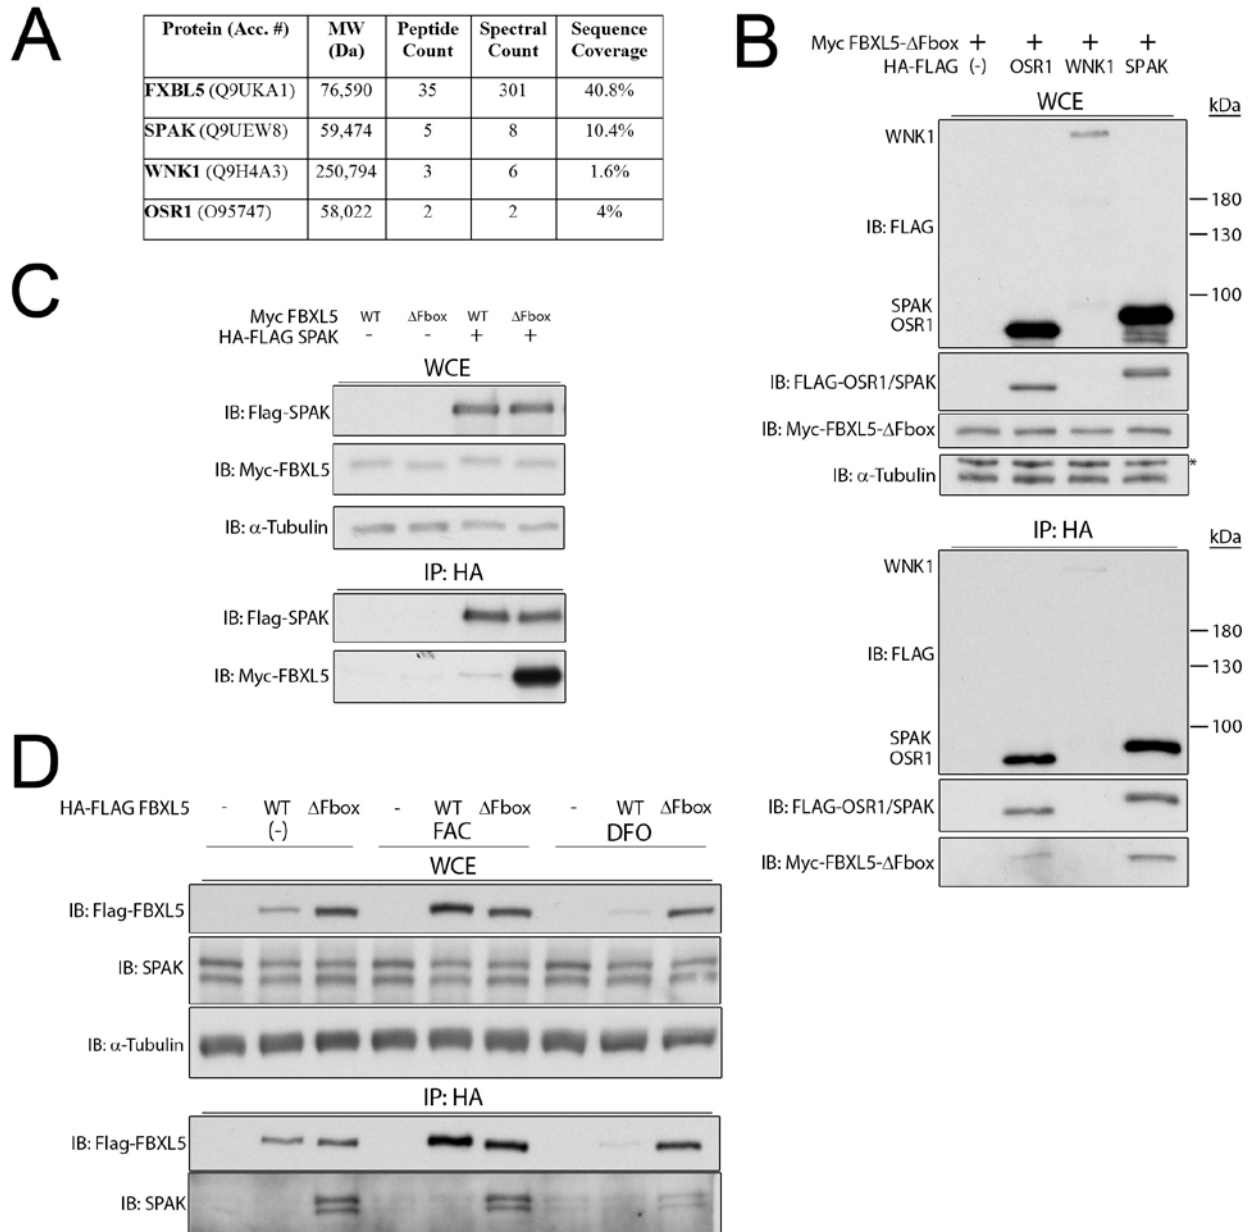 A
Protein (Acc. #) MW (Da) Peptide Count Spectral Count Sequence Coverage
FXBL5 (Q9UKA1) 76,590 35 301 40.8%
SPAK (Q9UEW8) 59,474 5 8 10.4%
WNK1 (Q9H4A3) 250,794 3 6 1.6%
OSR1 (O95747) 58,022 2 2 4%
B
Myc FBXL5-ΔFbox + + + +
HA-FLAG (-) OSR1 WNK1 SPAK
WCE
kDa
WNK1
180
IB: FLAG
130
100
SPAK
OSR1
IB: FLAG-OSR1/SPAK
IB: Myc-FBXL5-ΔFbox
IB: α-Tubulin
*
IP: HA
kDa
WNK1
180
IB: FLAG
130
100
SPAK
OSR1
IB: FLAG-OSR1/SPAK
IB: Myc-FBXL5-ΔFbox
C
Myc FBXL5 WT ΔFbox WT ΔFbox
HA-FLAG SPAK - - + +
WCE
IB: Flag-SPAK
IB: Myc-FBXL5
IB: α-Tubulin
IP: HA
IB: Flag-SPAK
IB: Myc-FBXL5
D
HA-FLAG FBXL5 - WT ΔFbox - WT ΔFbox - WT ΔFbox
(-) FAC DFO
WCE
IB: Flag-FBXL5
IB: SPAK
IB: α-Tubulin
IP: HA
IB: Flag-FBXL5
IB: SPAK